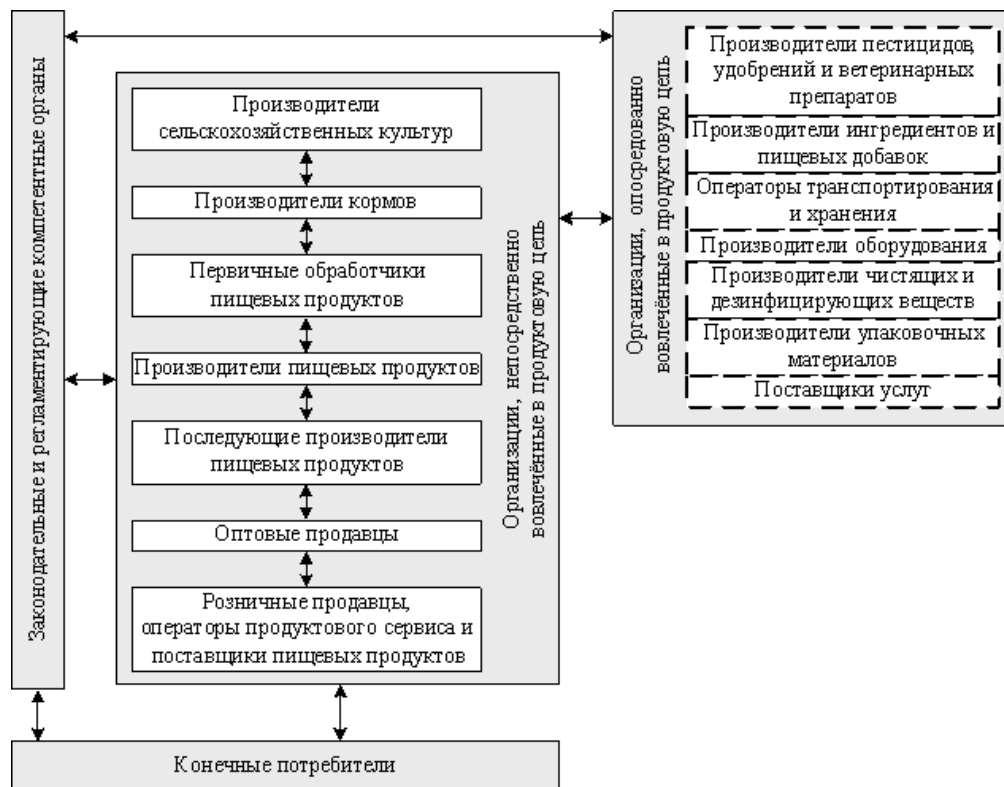 Законодательные и регламентирующие компетентные органы
Производители
сельскохозяйственных культур
Производители кормов
Первичные обработчики
пищевых продуктов
Производители пищевых продуктов
Последующие производители
пищевых продуктов
Оптовые продавцы
Розничные продавцы,
операторы продуктового сервиса и
поставщики пищевых продуктов
Организации, непосредственно
вовлечённые в продуктовую цепь
Организации, опосредованно
вовлечённые в продуктовую цепь
Производители пестицидов,
удобрений и ветеринарных
препаратов
Производители ингредиентов и
пищевых добавок
Операторы транспортирования
и хранения
Производители оборудования
Производители чистящих и
дезинфицирующих веществ
Производители упаковочных
материалов
Поставщики услуг
Конечные потребители